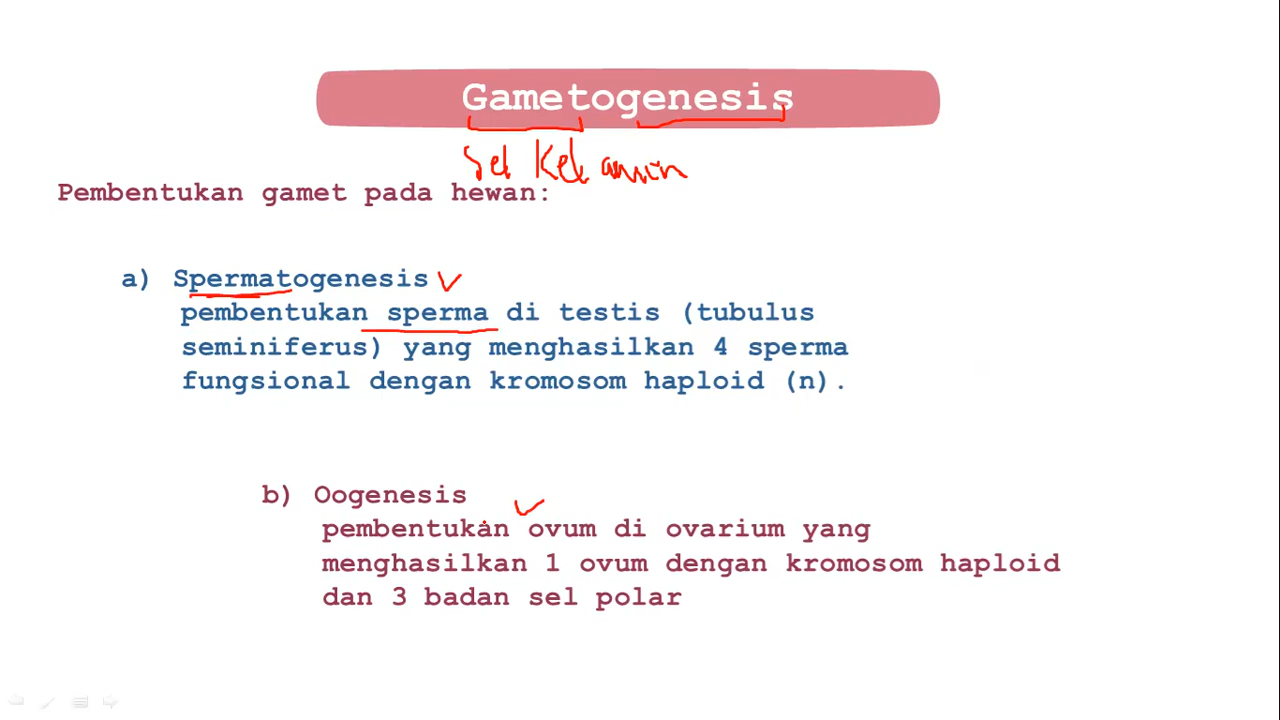 Gametogenesis
Sel Kelamin
Pembentukan gamet pada hewan:
a) Spermatogenesis
pembentukan sperma di testis (tubulus
seminiferus) yang menghasilkan 4 sperma
fungsional dengan kromosom haploid (n).
b) Oogenesis
pembentukan ovum di ovarium yang
menghasilkan 1 ovum dengan kromosom haploid
dan 3 badan sel polar